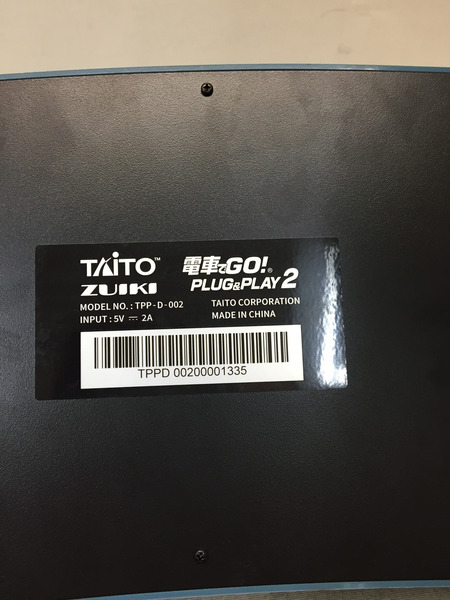 TAITO™
ZUIKI
電車でGO!®
PLUG&PLAY2
MODEL NO. : TPP-D-002
INPUT : 5V ⎓ 2A
TAITO CORPORATION
MADE IN CHINA
TPPD 00200001335